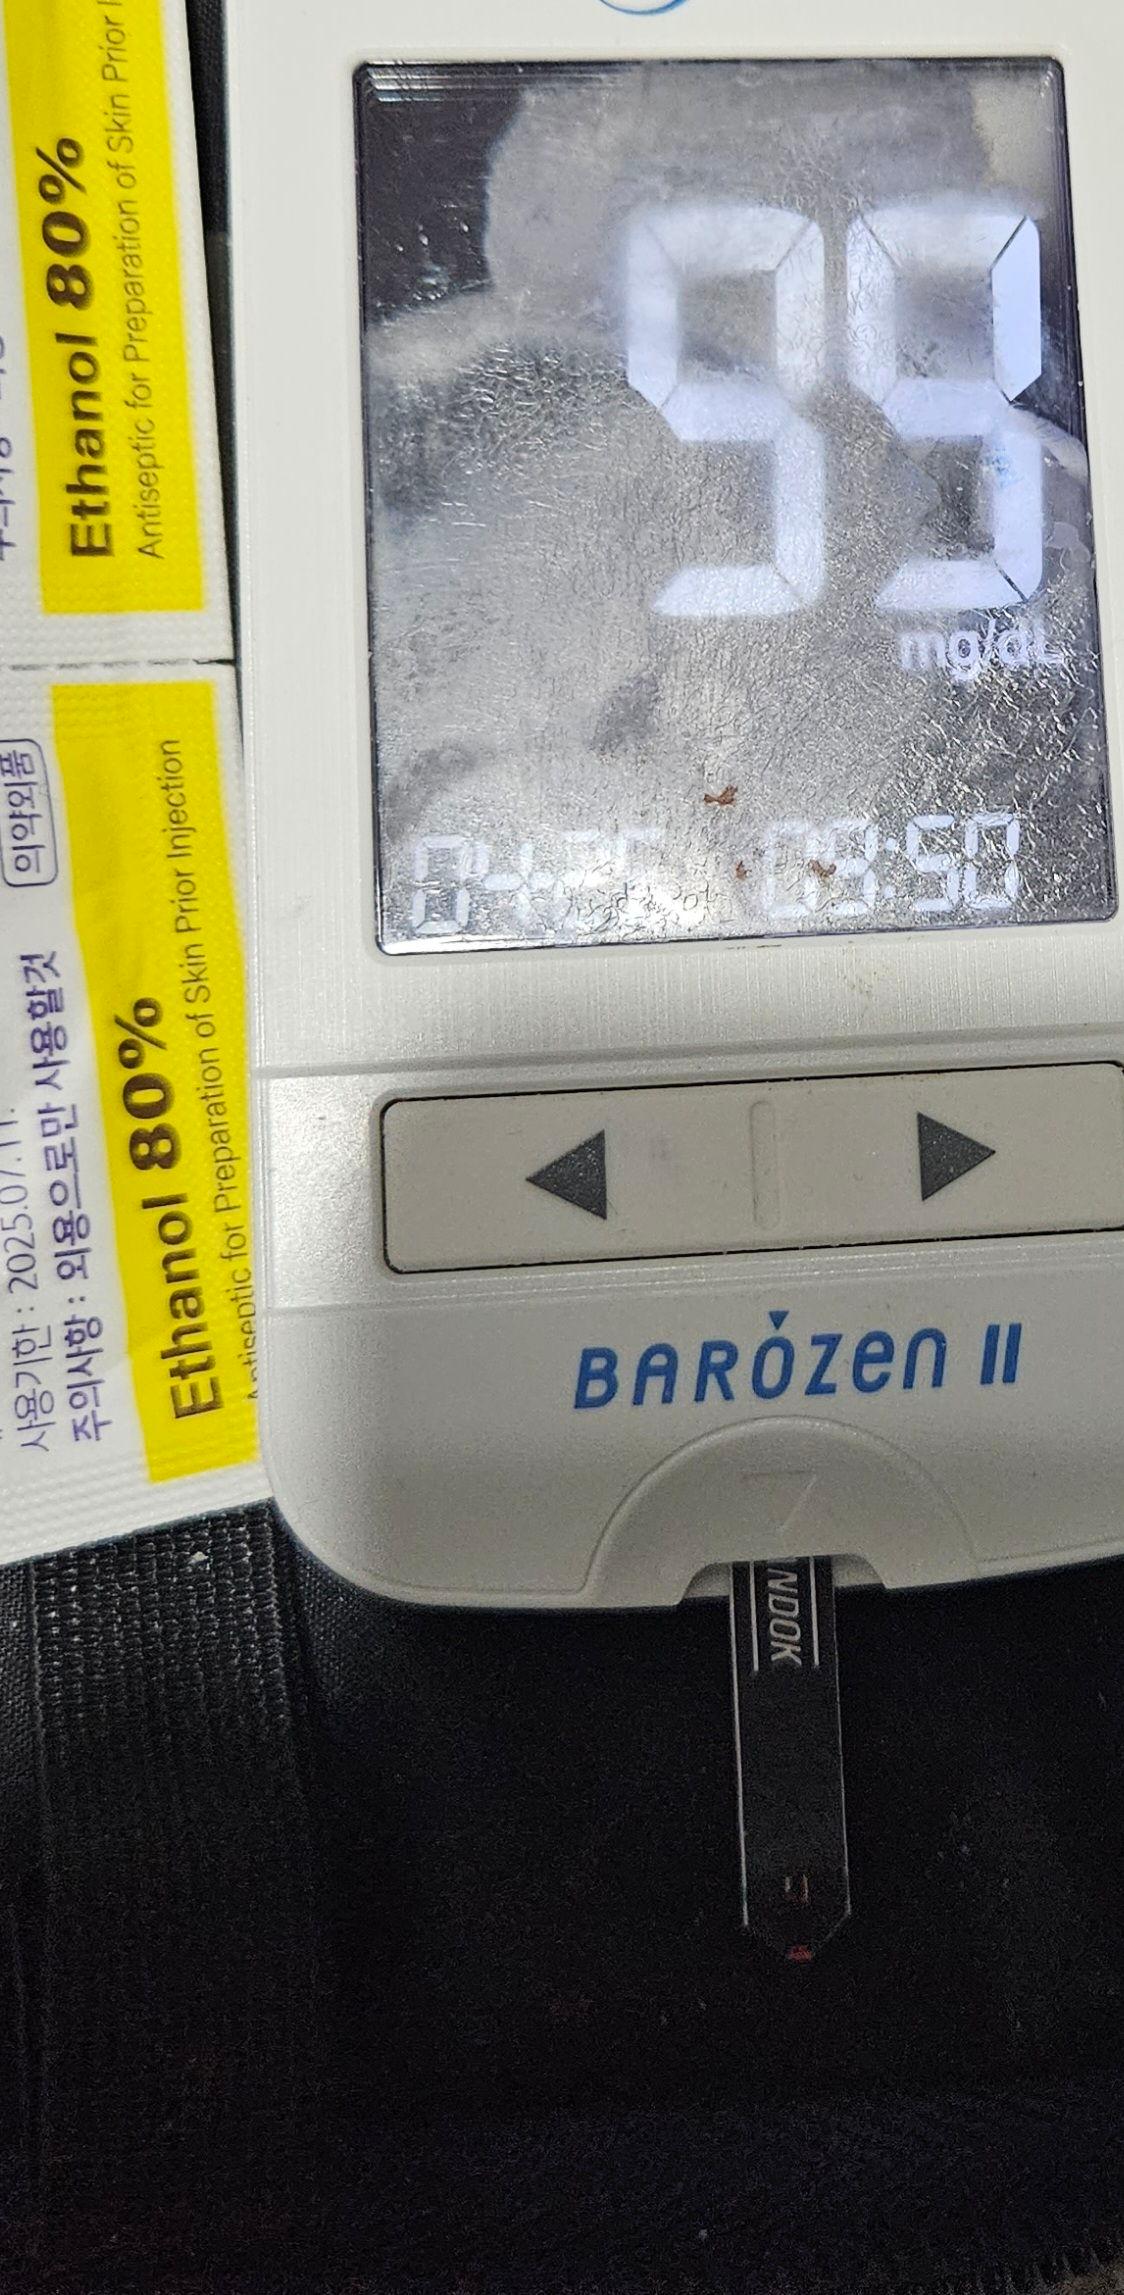 99
mg/dL
09:50
BAROZEN II
NDOK
Ethanol 80%
Antiseptic for Preparation of Skin Prior
의약외품
사용기한 : 2025.07.11.
주의사항 : 외용으로만 사용할것
Ethanol 80%
Antiseptic for Preparation of Skin Prior Injection